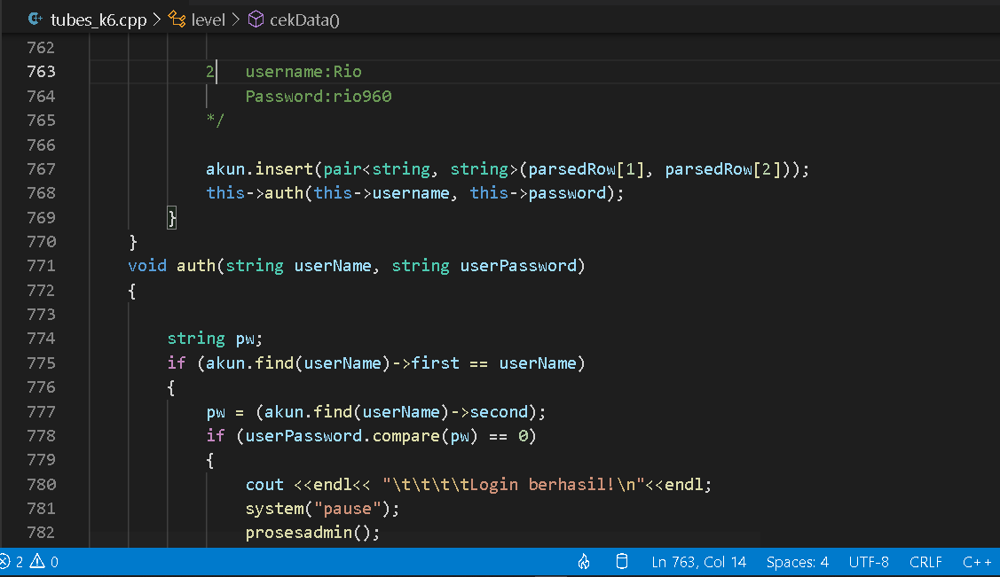 tubes_k6.cpp > level > cekData()
762
763 2 username:Rio
764 Password:rio960
765 */
766
767 akun.insert(pair<string, string>(parsedRow[1], parsedRow[2]));
768 this->auth(this->username, this->password);
769 }
770 }
771 void auth(string userName, string userPassword)
772 {
773
774 string pw;
775 if (akun.find(userName)->first == userName)
776 {
777 pw = (akun.find(userName)->second);
778 if (userPassword.compare(pw) == 0)
779 {
780 cout <<endl<< "\t\t\t\tLogin berhasil!\n"<<endl;
781 system("pause");
782 prosesadmin();
2 0 Ln 763, Col 14 Spaces: 4 UTF-8 CRLF C++